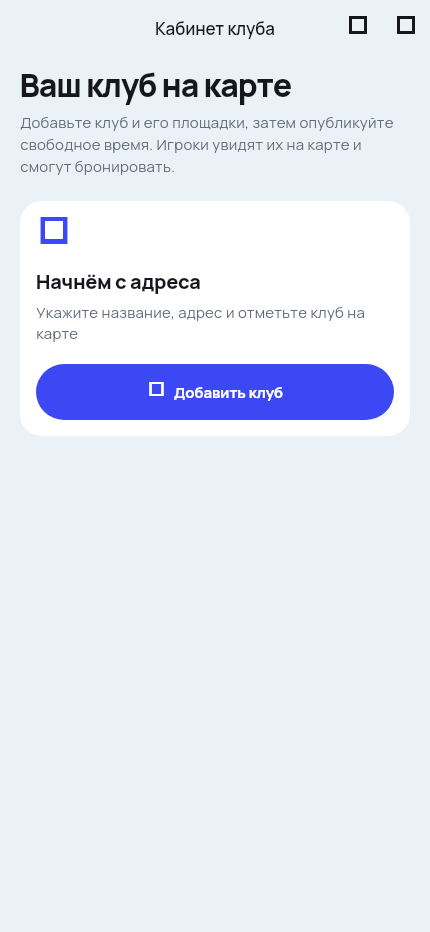 Кабинет клуба
Ваш клуб на карте
Добавьте клуб и его площадки, затем опубликуйте
свободное время. Игроки увидят их на карте и
смогут бронировать.
Начнём с адреса
Укажите название, адрес и отметьте клуб на
карте
Добавить клуб